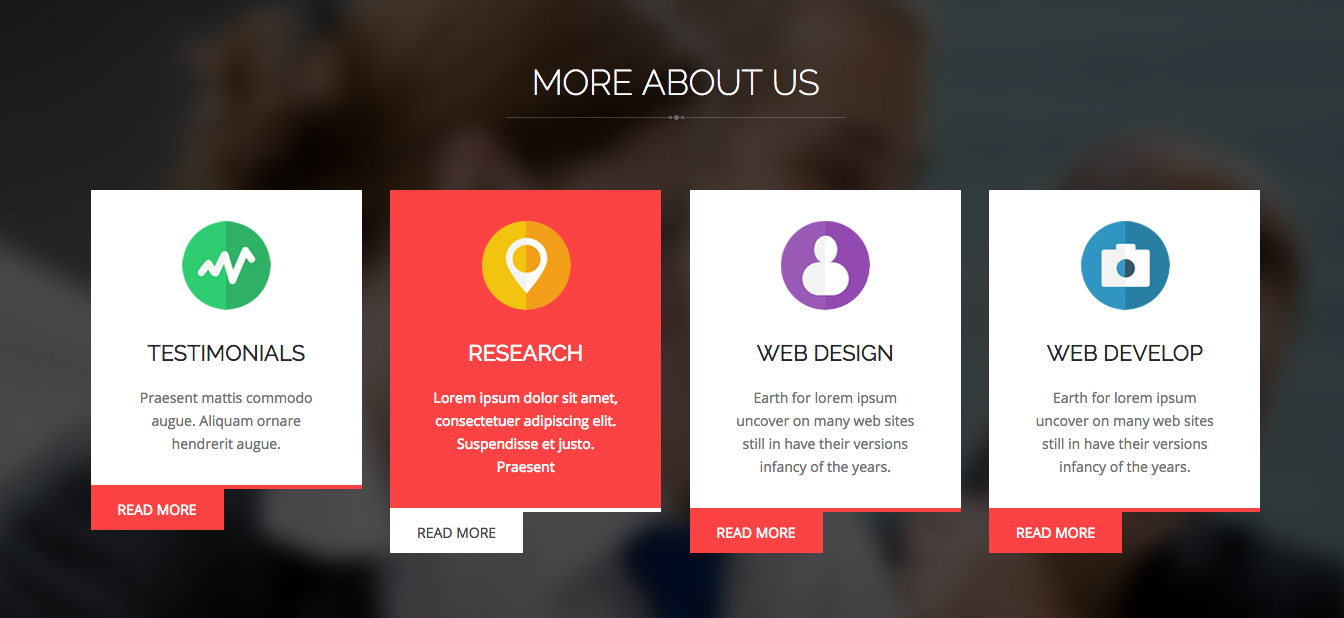 MORE ABOUT US
TESTIMONIALS
Praesent mattis commodo
augue. Aliquam ornare
hendrerit augue.
READ MORE
RESEARCH
Lorem ipsum dolor sit amet,
consectetuer adipiscing elit.
Suspendisse et justo.
Praesent
READ MORE
WEB DESIGN
Earth for lorem ipsum
uncover on many web sites
still in have their versions
infancy of the years.
READ MORE
WEB DEVELOP
Earth for lorem ipsum
uncover on many web sites
still in have their versions
infancy of the years.
READ MORE